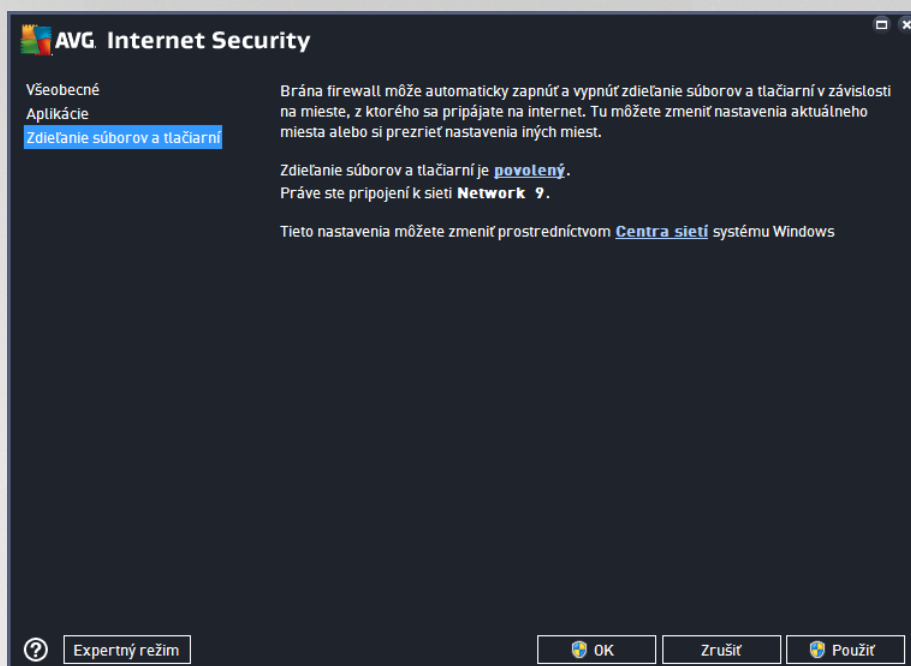 AVG. Internet Security
Všeobecné
Aplikácie
Zdieľanie súborov a tlačiarní
Brána firewall môže automaticky zapnúť a vypnúť zdieľanie súborov a tlačiarní v závislosti
na mieste, z ktorého sa pripájate na internet. Tu môžete zmeniť nastavenia aktuálneho
miesta alebo si prezrieť nastavenia iných miest.
Zdieľanie súborov a tlačiarní je povolený.
Práve ste pripojení k sieti Network 9.
Tieto nastavenia môžete zmeniť prostredníctvom Centra sietí systému Windows
? Expertný režim
OK
Zrušiť
Použiť